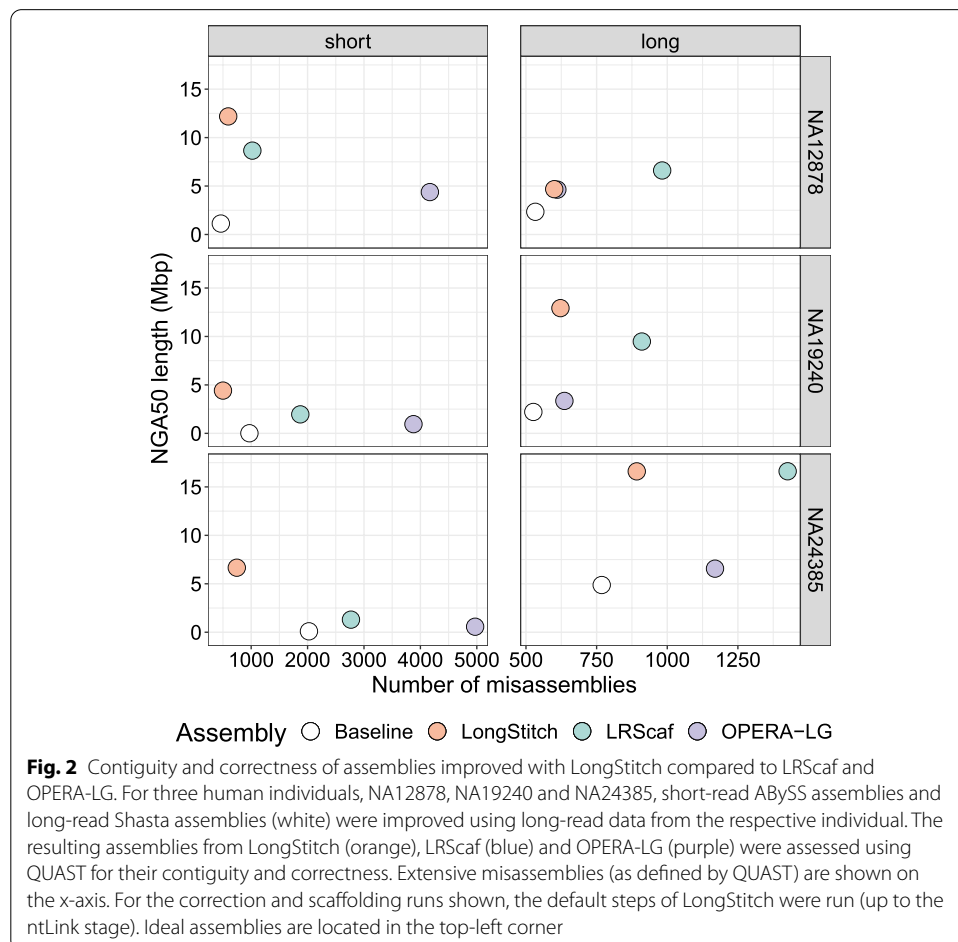 short
long
15
10
5
0
NA12878
NGA50 length (Mbp)
15
10
5
0
NA19240
15
10
5
0
NA24385
1000 2000 3000 4000 5000 500 750 1000 1250
Number of misassemblies
Assembly Baseline LongStitch LRScaf OPERA−LG
Fig. 2 Contiguity and correctness of assemblies improved with LongStitch compared to LRScaf and
OPERA-LG. For three human individuals, NA12878, NA19240 and NA24385, short-read ABySS assemblies and
long-read Shasta assemblies (white) were improved using long-read data from the respective individual. The
resulting assemblies from LongStitch (orange), LRScaf (blue) and OPERA-LG (purple) were assessed using
QUAST for their contiguity and correctness. Extensive misassemblies (as defined by QUAST) are shown on
the x-axis. For the correction and scaffolding runs shown, the default steps of LongStitch were run (up to the
ntLink stage). Ideal assemblies are located in the top-left corner